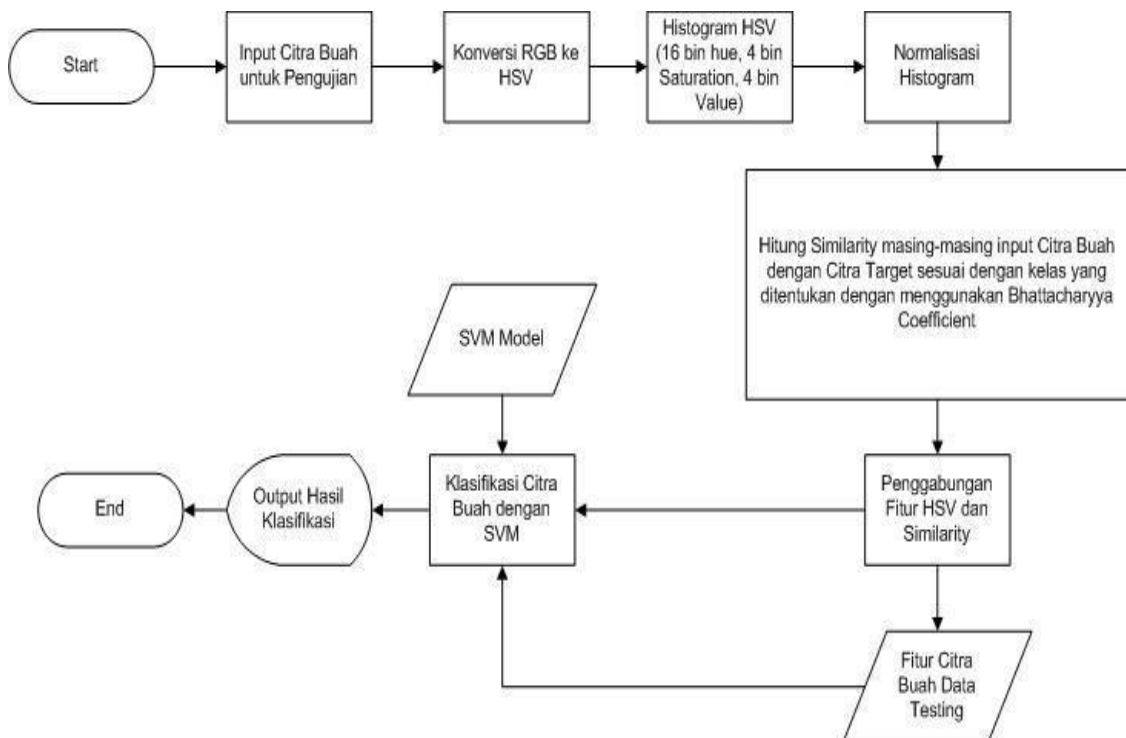 Start
Input Citra Buah
untuk Pengujian
Konversi RGB ke
HSV
Histogram HSV
(16 bin hue, 4 bin
Saturation, 4 bin
Value)
Normalisasi
Histogram
Hitung Similarity masing-masing input Citra Buah
dengan Citra Target sesuai dengan kelas yang
ditentukan dengan menggunakan Bhattacharyya
Coefficient
SVM Model
Penggabungan
Fitur HSV dan
Similarity
Klasifikasi Citra
Buah dengan
SVM
Output Hasil
Klasifikasi
End
Fitur Citra
Buah Data
Testing